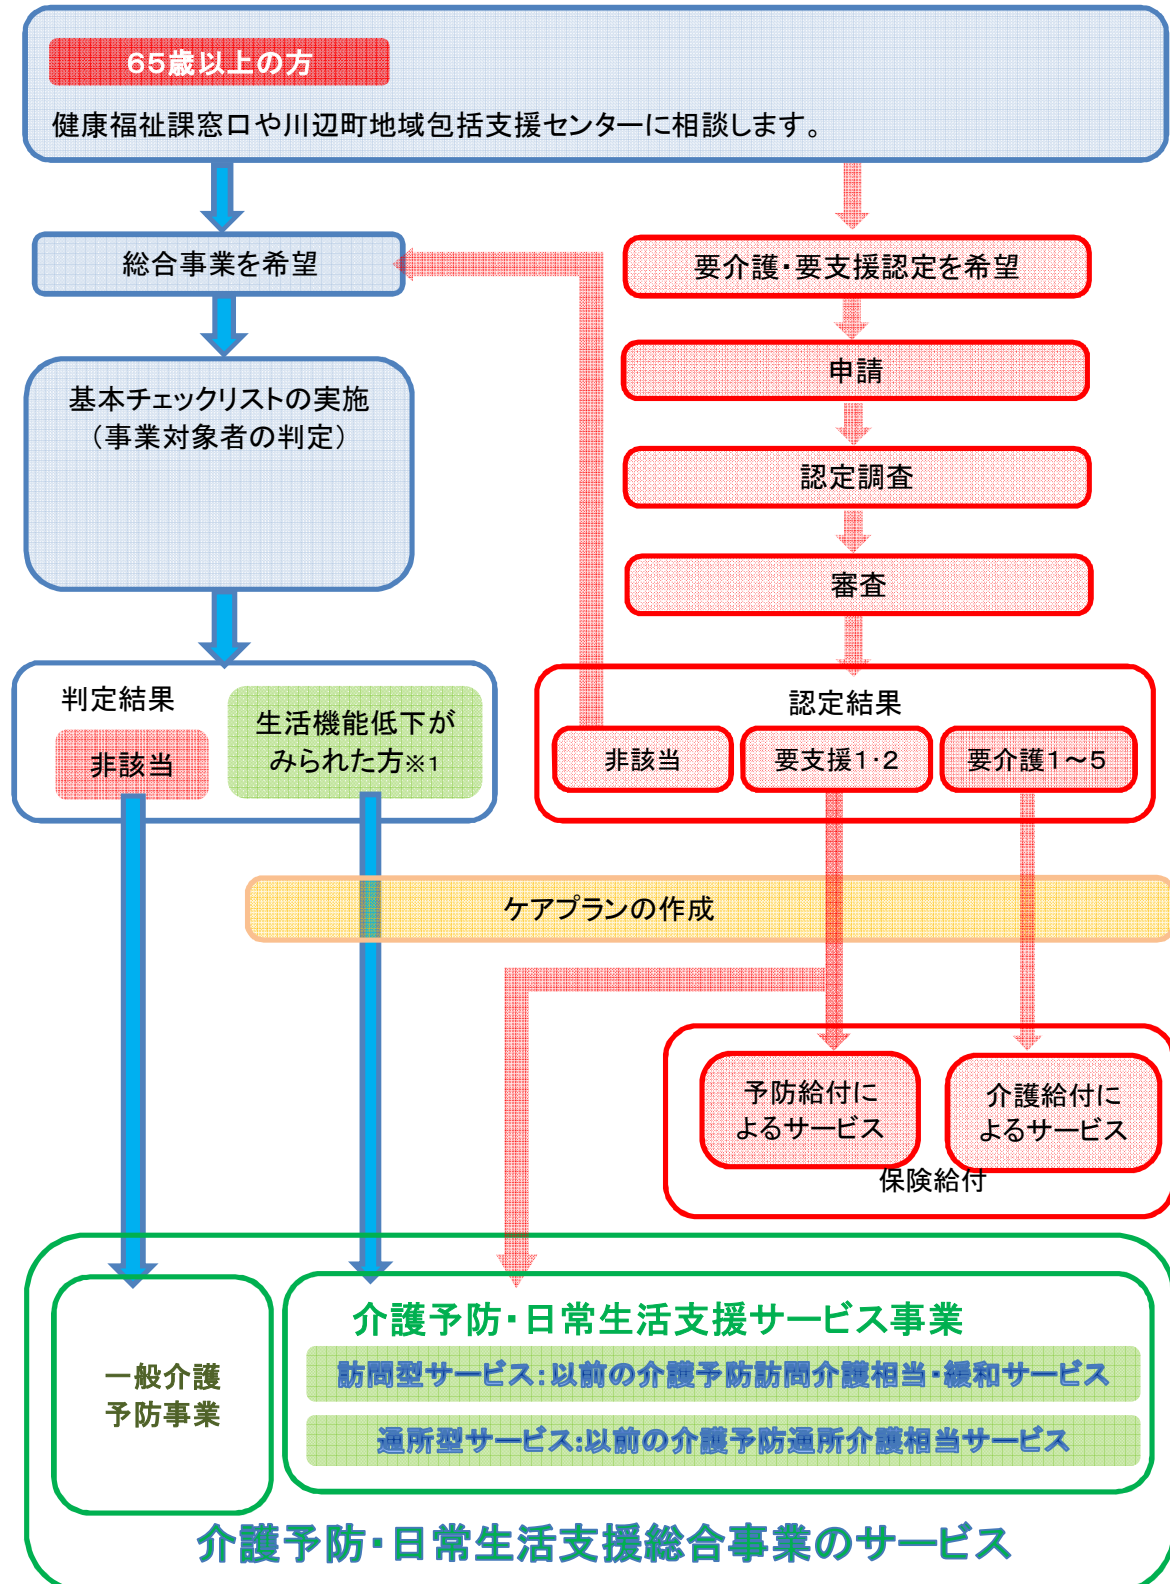 65歳以上の方
健康福祉課窓口や川辺町地域包括支援センターに相談します。
総合事業を希望
要介護・要支援認定を希望
申請
基本チェックリストの実施
(事業対象者の判定)
認定調査
審査
判定結果
非該当
生活機能低下が
みられた方※1
認定結果
非該当
要支援1・2
要介護1~5
ケアプランの作成
予防給付に
よるサービス
介護給付に
よるサービス
保険給付
一般介護
予防事業
介護予防・日常生活支援サービス事業
訪問型サービス:以前の介護予防訪問介護相当・緩和サービス
通所型サービス:以前の介護予防通所介護相当サービス
介護予防・日常生活支援総合事業のサービス